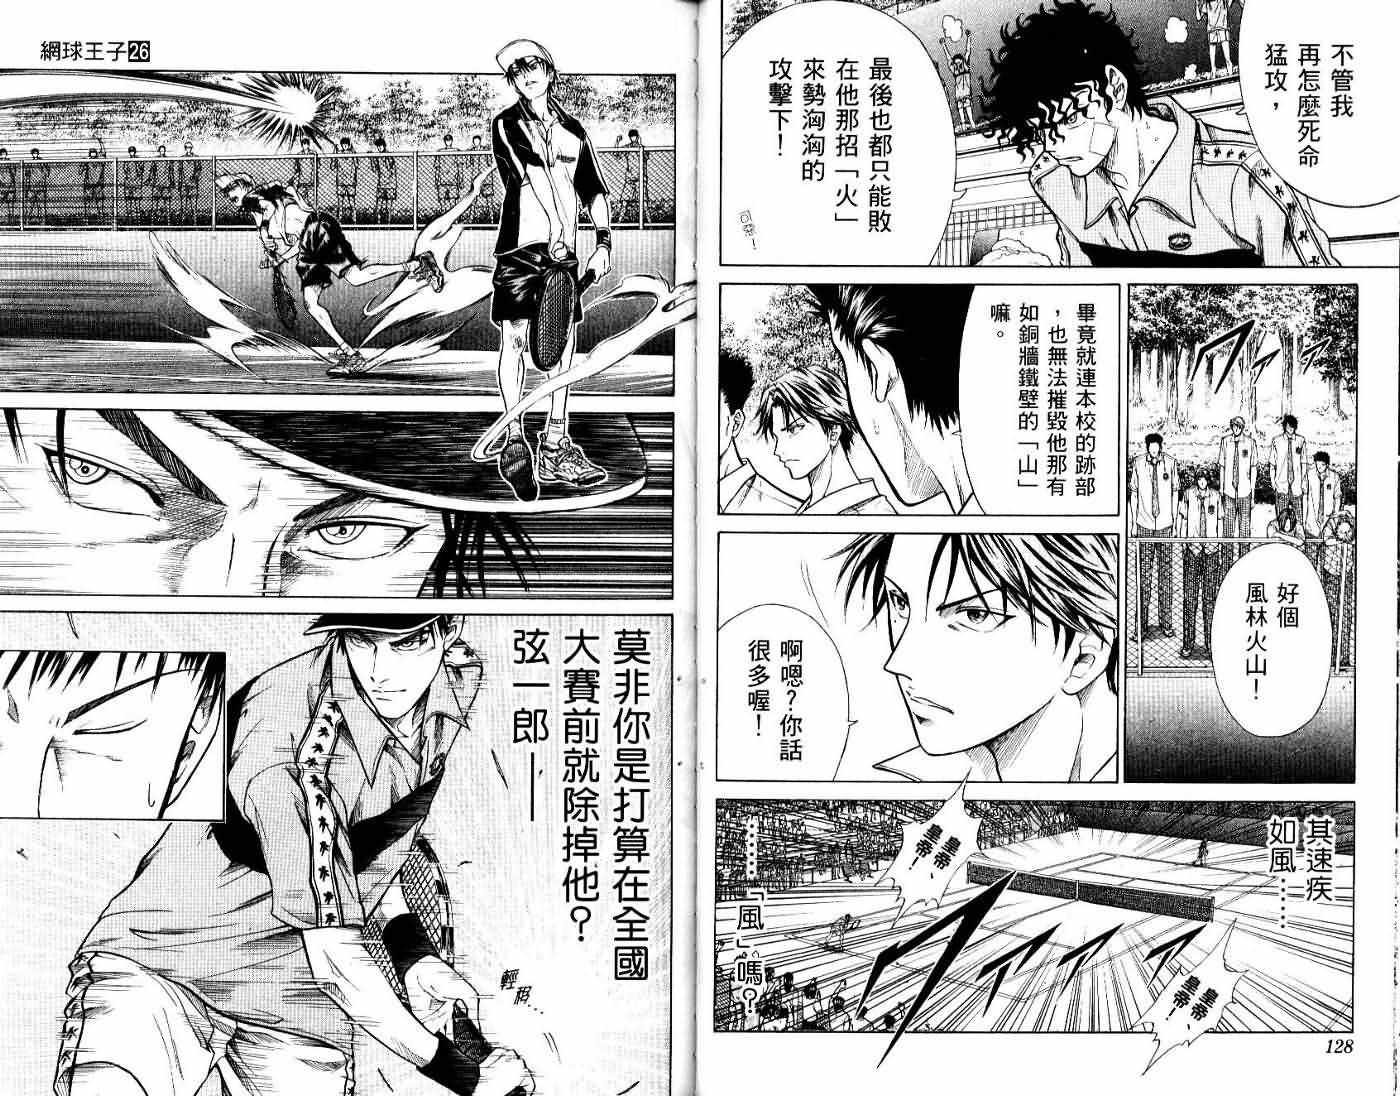 不管我
再怎麼死命
猛攻，
最後也都只能敗
在他那招「火」
來勢洶洶的
攻擊下！
可惡！
好個
風林火山！
畢竟就連本校的跡部
，也無法摧毀他那有
如銅牆鐵壁的「山」
嘛。
啊嗯？你話
很多喔！
其速疾
如風……
皇帝、
皇帝！
皇帝、
皇帝！
……「風」嗎？
128
網球王子26
莫非你是打算在全國
大賽前就除掉他？
弦一郎——